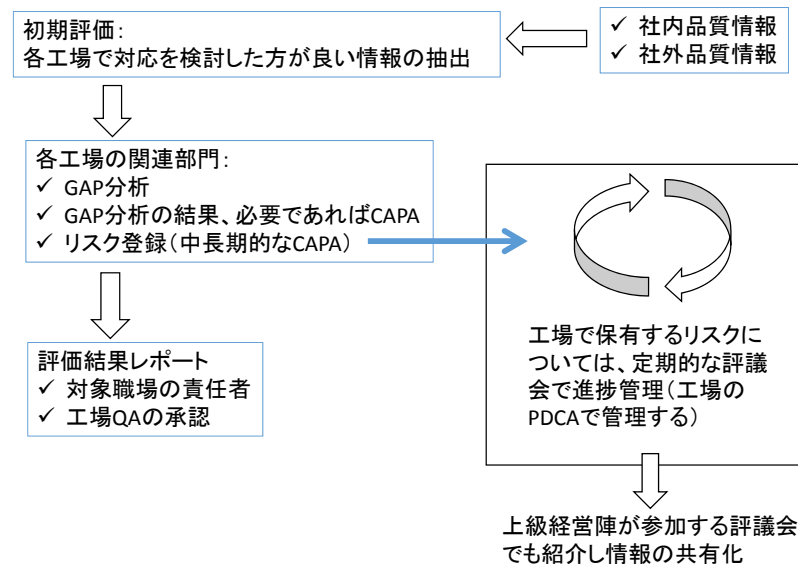 初期評価:
各工場で対応を検討した方が良い情報の抽出
✓ 社内品質情報
✓ 社外品質情報
各工場の関連部門:
✓ GAP分析
✓ GAP分析の結果、必要であればCAPA
✓ リスク登録(中長期的なCAPA)
評価結果レポート
✓ 対象職場の責任者
✓ 工場QAの承認
工場で保有するリスクに
ついては、定期的な評議
会で進捗管理(工場の
PDCAで管理する)
上級経営陣が参加する評議会
でも紹介し情報の共有化